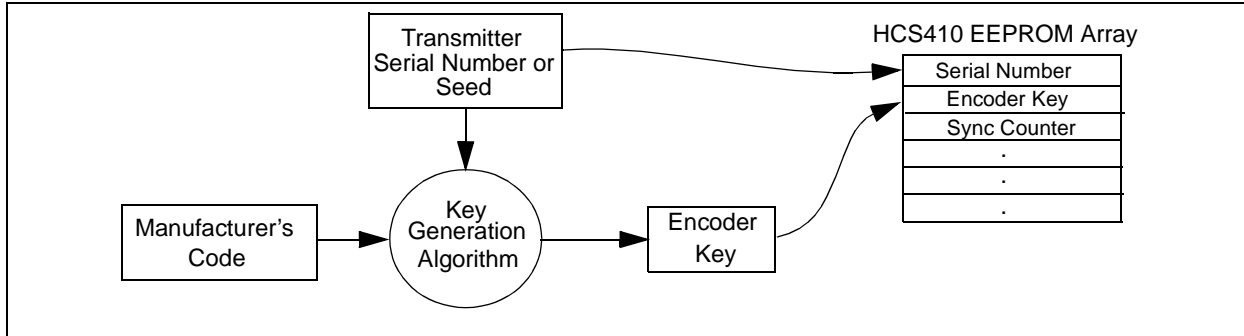 Transmitter
Serial Number or
Seed
HCS410 EEPROM Array
Serial Number
Encoder Key
Sync Counter
.
.
.
Manufacturer's
Code
Key
Generation
Algorithm
Encoder
Key